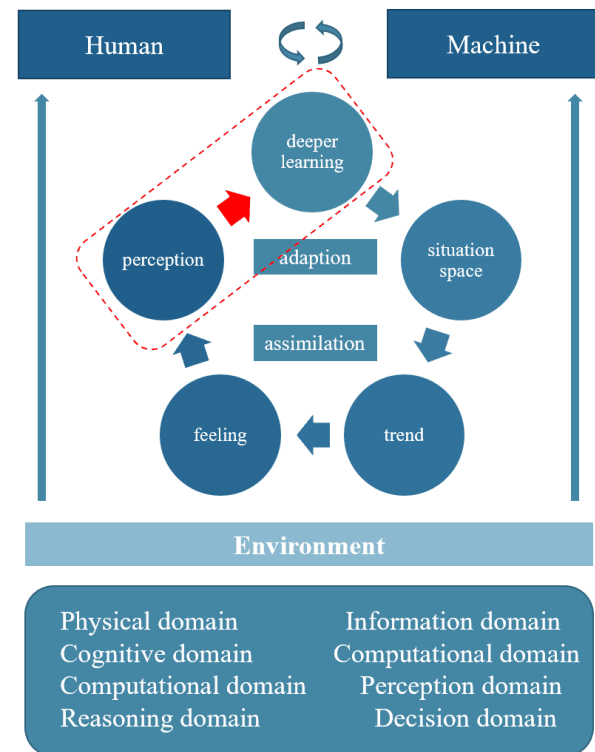 Human
Machine
deeper
learning
perception
adaption
situation
space
assimilation
feeling
trend
Environment
Physical domain
Information domain
Cognitive domain
Computational domain
Computational domain
Perception domain
Reasoning domain
Decision domain